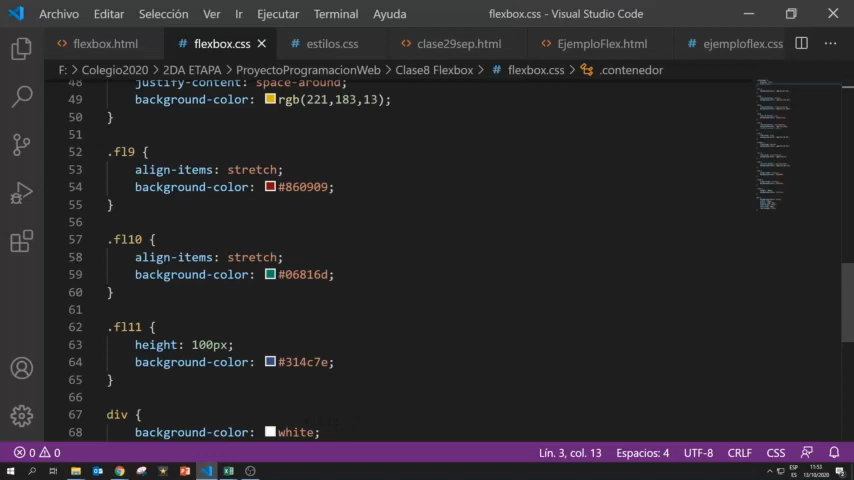 Archivo Editar Selección Ver Ir Ejecutar Terminal Ayuda flexbox.css - Visual Studio Code
flexbox.html # flexbox.css # estilos.css clase29sep.html EjemploFlex.html # ejemploflex.css
F: > Colegio2020 > 2DA ETAPA > ProyectoProgramacionWeb > Clase8 Flexbox > # flexbox.css > .contenedor
48 justify-content: space-around;
49 background-color: rgb(221,183,13);
50 }
51
52 .fl9 {
53 align-items: stretch;
54 background-color: #860909;
55 }
56
57 .fl10 {
58 align-items: stretch;
59 background-color: #06816d;
60 }
61
62 .fl11 {
63 height: 100px;
64 background-color: #314c7e;
65 }
66
67 div {
68 background-color: white;
0 0 Lín. 3, col. 13 Espacios: 4 UTF-8 CRLF CSS
ESP 11:53
ES 13/10/2020